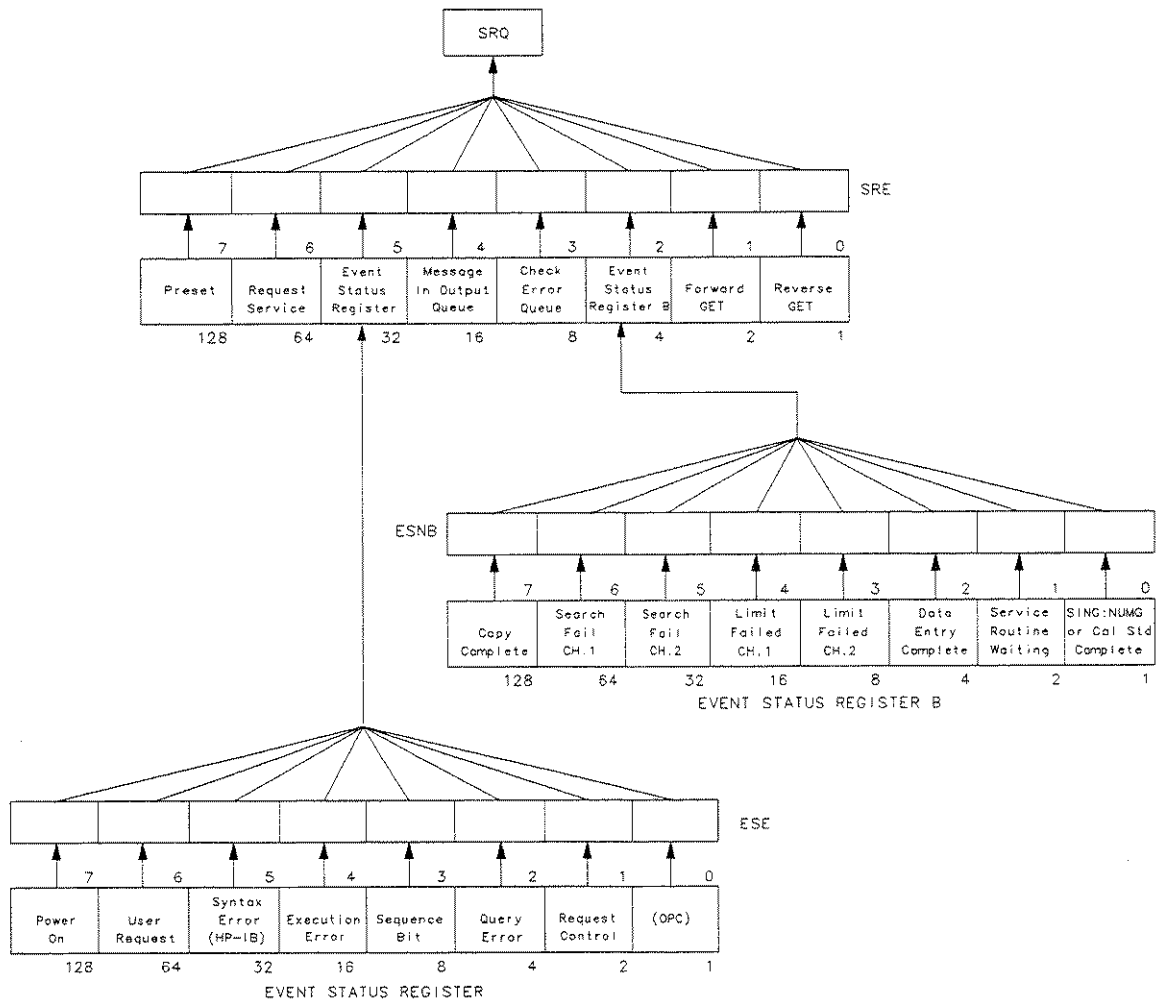 SRQ
SRE
7 6 5 4 3 2 1 0
Preset
Request
Service
Event
Status
Register
Message
In Output
Queue
Check
Error
Queue
Event
Status
Register B
Forward
GET
Reverse
GET
128 64 32 16 8 4 2 1
ESNB
7 6 5 4 3 2 1 0
Copy
Complete
Search
Fail
CH.1
Search
Fail
CH.2
Limit
Failed
CH.1
Limit
Failed
CH.2
Data
Entry
Complete
Service
Routine
Waiting
SING:NUMG
or Cal Std
Complete
128 64 32 16 8 4 2 1
EVENT STATUS REGISTER B
ESE
7 6 5 4 3 2 1 0
Power
On
User
Request
Syntax
Error
(HP-IB)
Execution
Error
Sequence
Bit
Query
Error
Request
Control
(OPC)
128 64 32 16 8 4 2 1
EVENT STATUS REGISTER